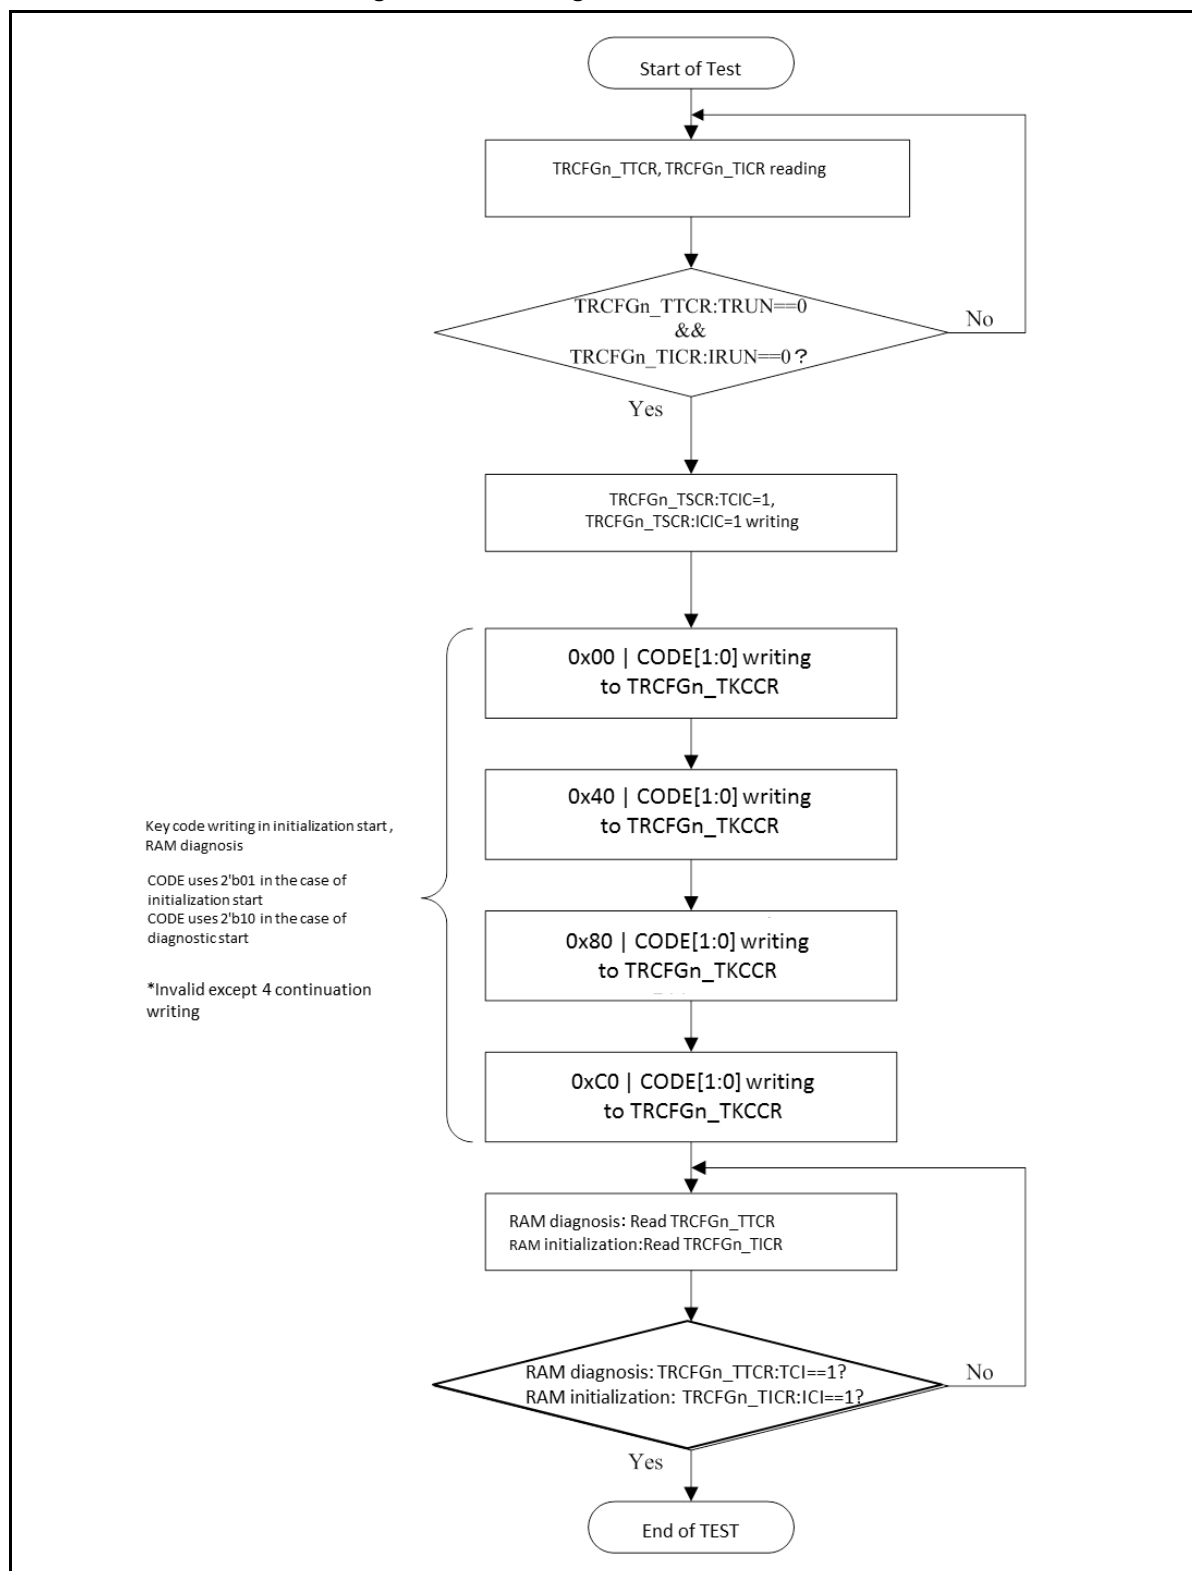 Start of Test
TRCFGn_TTCR, TRCFGn_TICR reading
TRCFGn_TTCR:TRUN==0
&&
TRCFGn_TICR:IRUN==0?
No
Yes
TRCFGn_TSCR:TCIC=1,
TRCFGn_TSCR:ICIC=1 writing
0x00 | CODE[1:0] writing
to TRCFGn_TKCCR
0x40 | CODE[1:0] writing
to TRCFGn_TKCCR
Key code writing in initialization start,
RAM diagnosis
CODE uses 2'b01 in the case of
initialization start
CODE uses 2'b10 in the case of
diagnostic start
*Invalid except 4 continuation
writing
0x80 | CODE[1:0] writing
to TRCFGn_TKCCR
0xC0 | CODE[1:0] writing
to TRCFGn_TKCCR
RAM diagnosis: Read TRCFGn_TTCR
RAM initialization:Read TRCFGn_TICR
RAM diagnosis: TRCFGn_TTCR:TCI==1?
RAM initialization: TRCFGn_TICR:ICI==1?
No
Yes
End of TEST